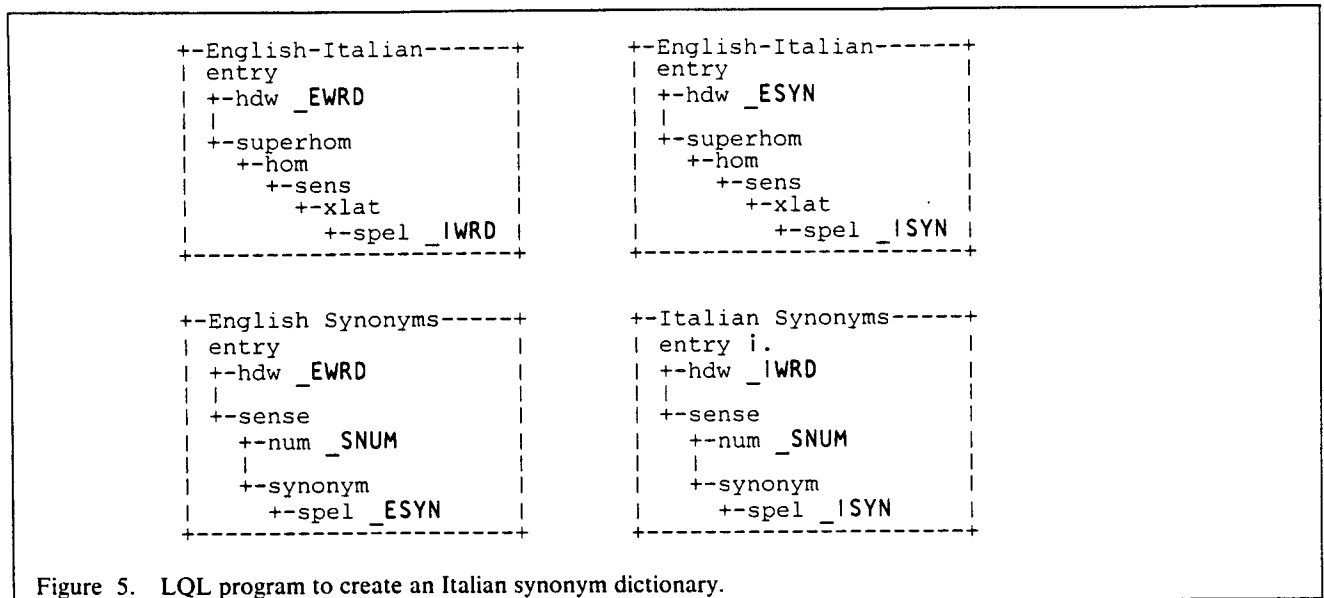 +-English-Italian------+
| entry |
| +-hdw _EWRD |
| | |
| +-superhom |
| +-hom |
| +-sens |
| +-xlat |
| +-spel _IWRD |
+----------------------+
+-English-Italian------+
| entry |
| +-hdw _ESYN |
| | |
| +-superhom |
| +-hom |
| +-sens |
| +-xlat |
| +-spel _ISYN |
+----------------------+
+-English Synonyms-----+
| entry |
| +-hdw _EWRD |
| | |
| +-sense |
| +-num _SNUM |
| | |
| +-synonym |
| +-spel _ESYN |
+----------------------+
+-Italian Synonyms-----+
| entry i. |
| +-hdw _IWRD |
| | |
| +-sense |
| +-num _SNUM |
| | |
| +-synonym |
| +-spel _ISYN |
+----------------------+
Figure 5. LQL program to create an Italian synonym dictionary.